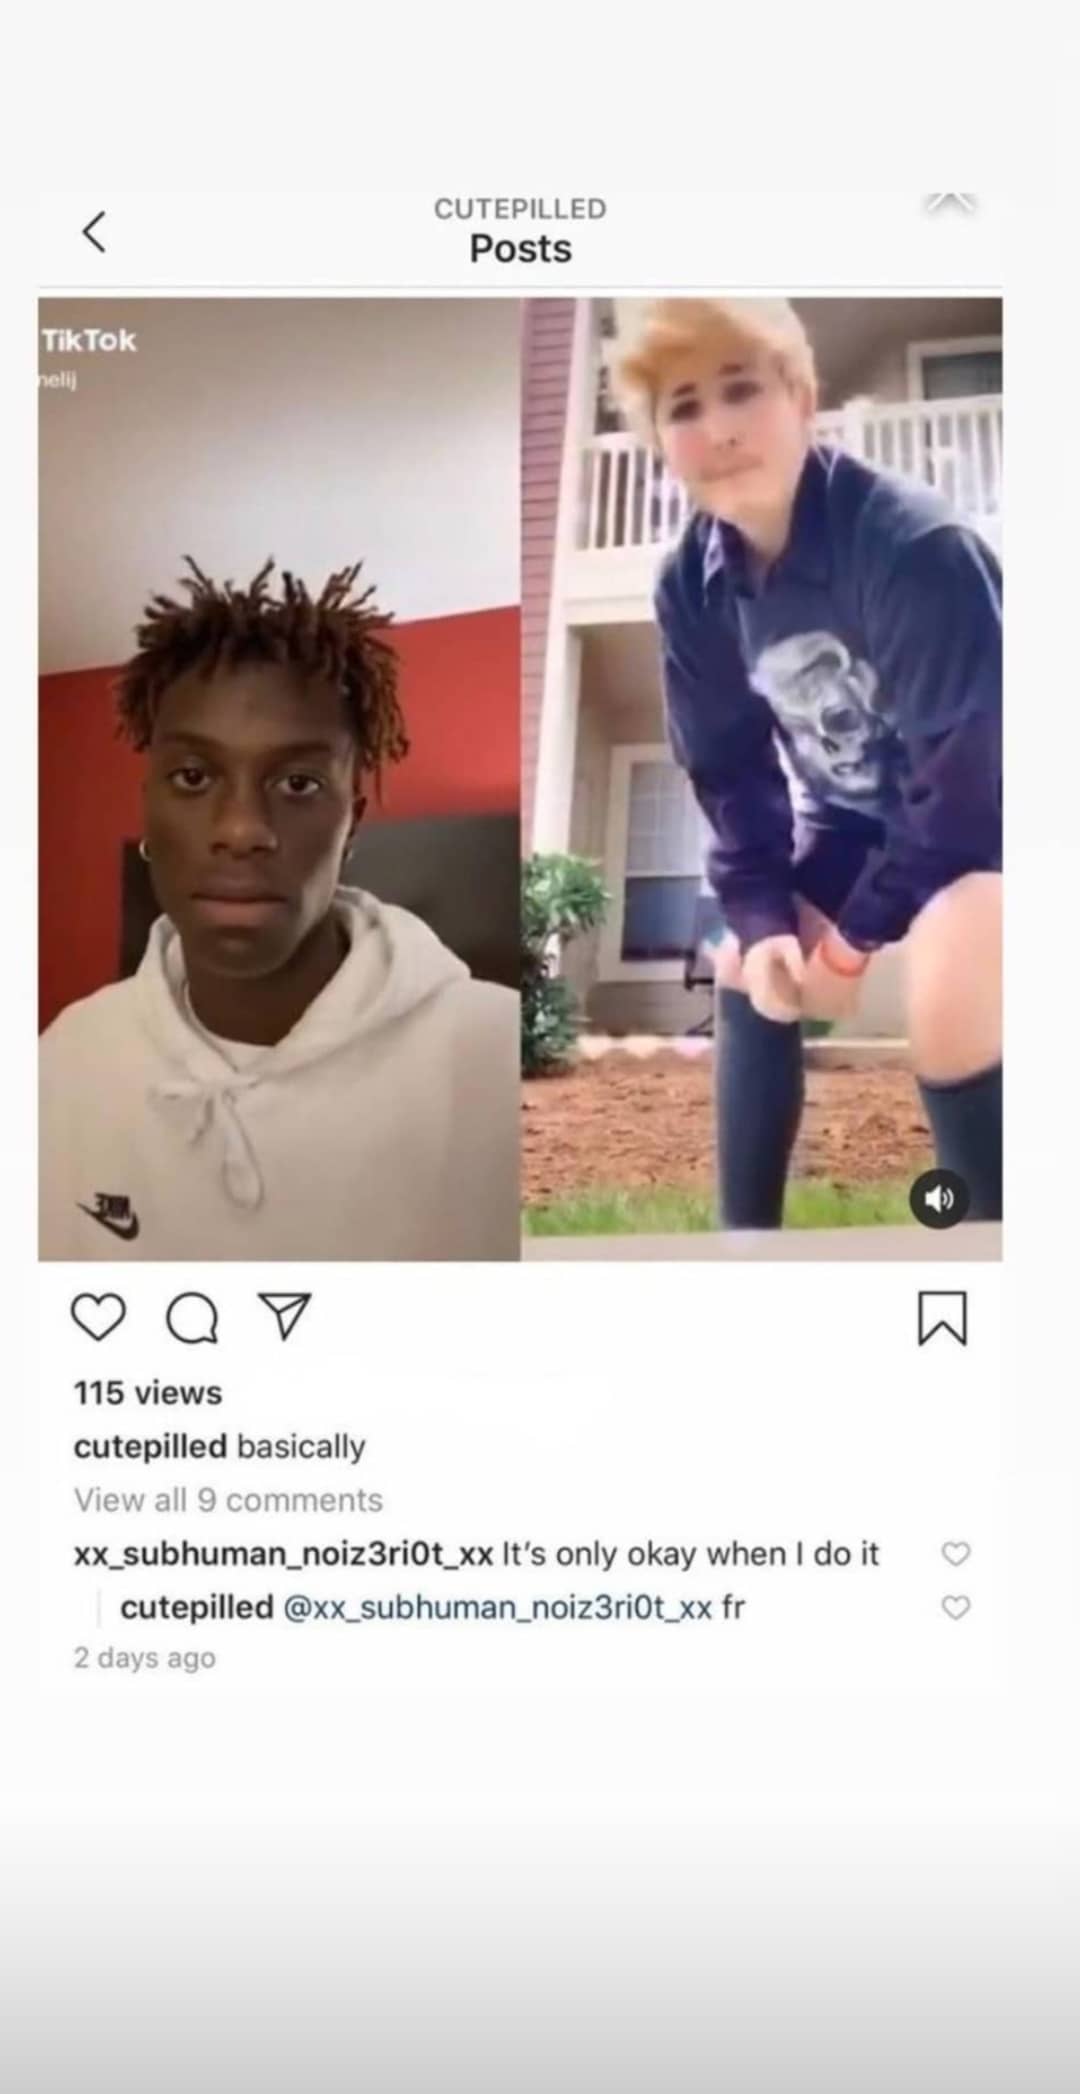 CUTEPILLED
Posts
TikTok
nelij
115 views
cutepilled basically
View all 9 comments
xx_subhuman_noiz3ri0t_xx It's only okay when I do it
cutepilled @xx_subhuman_noiz3ri0t_xx fr
2 days ago